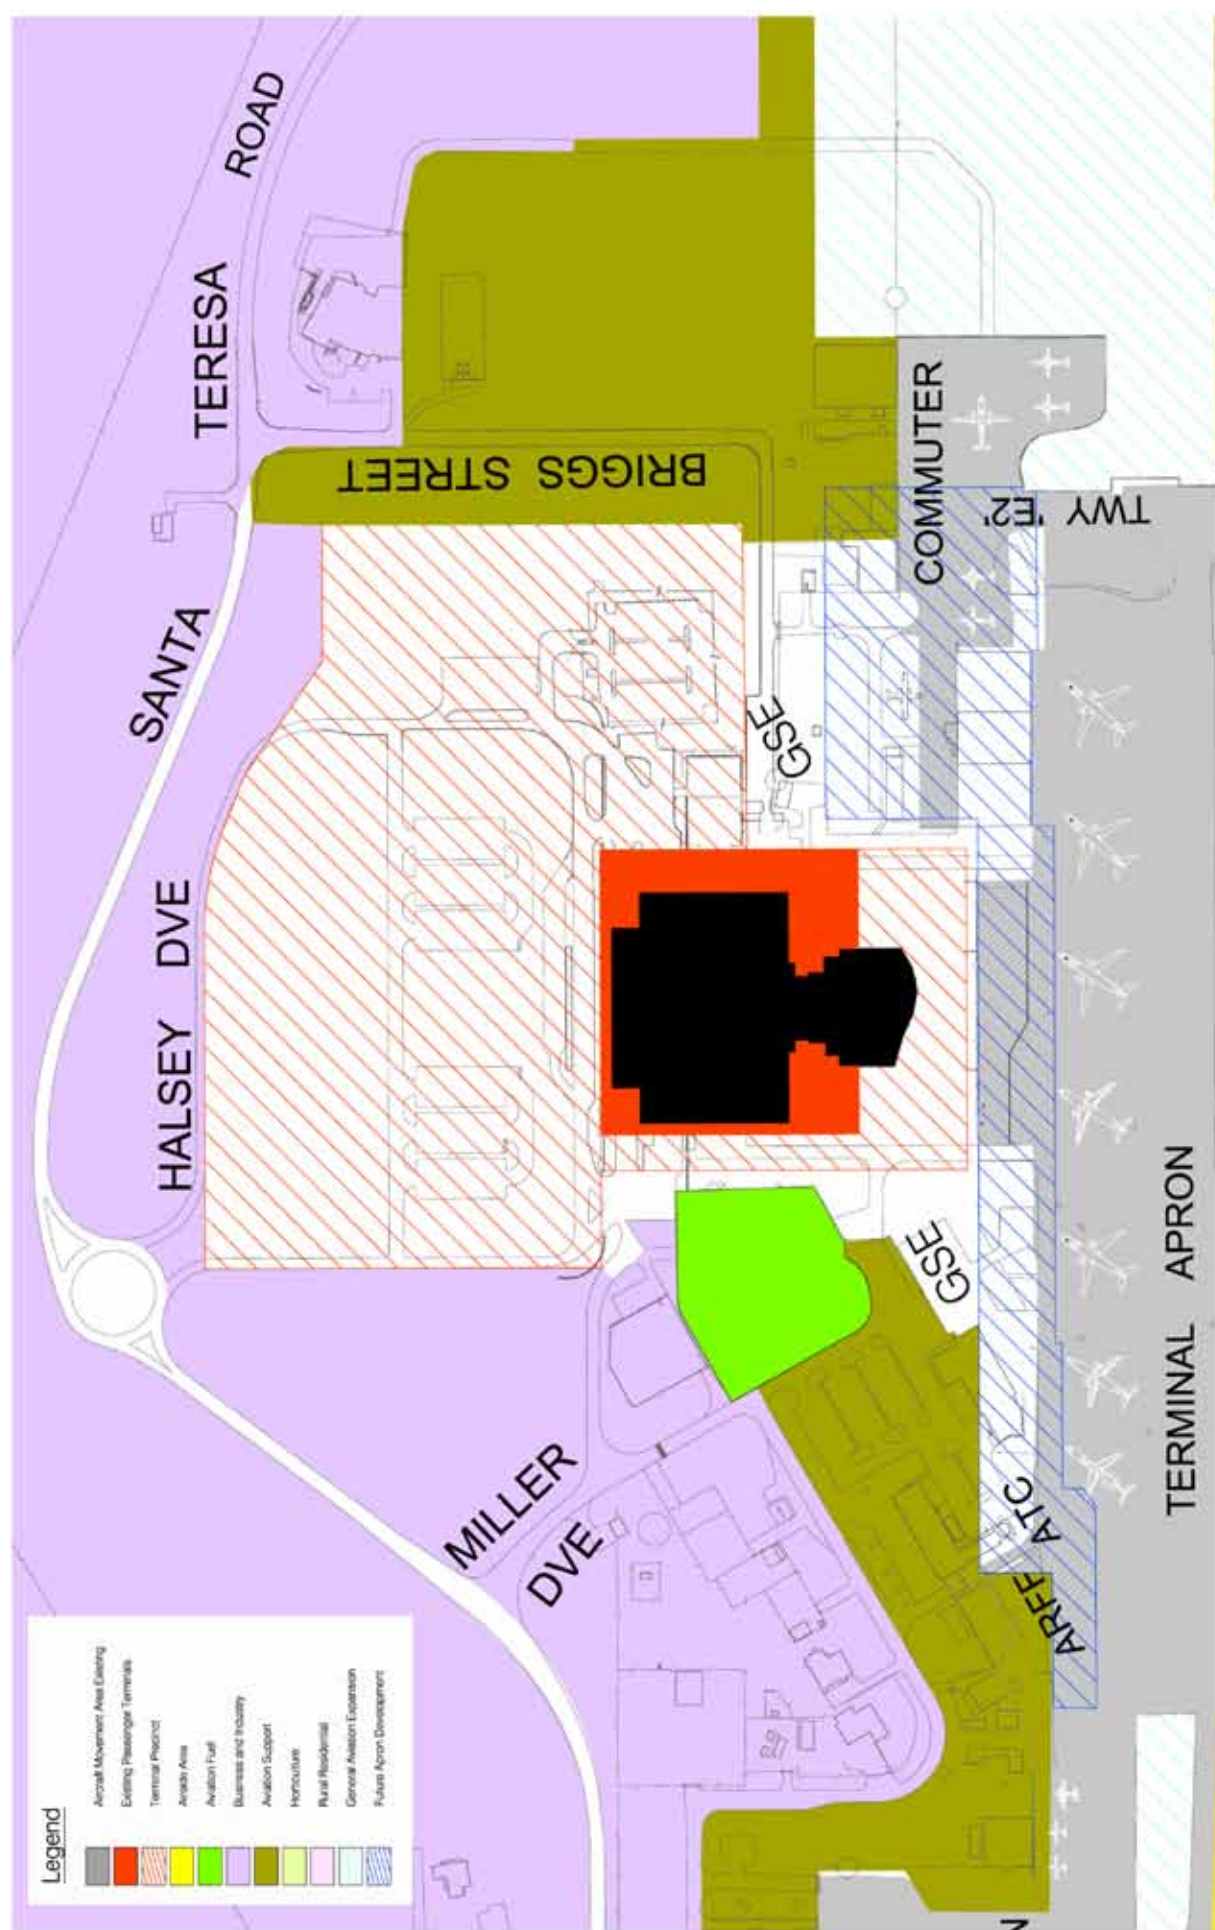 SANTA TERESA ROAD
BRIGGS STREET
HALSEY DVE
COMMUTER
TWY 'E2'
GSE
GSE
MILLER
DVE
ATC
ARFF
TERMINAL APRON
Legend
Aircraft Movement Area Existing
Existing Passenger Terminals
Terminal Precinct
Airside Area
Aviation Fuel
Business and Industry
Aviation Support
Horticulture
Rural Residential
General Aviation Expansion
Future Apron Development
N